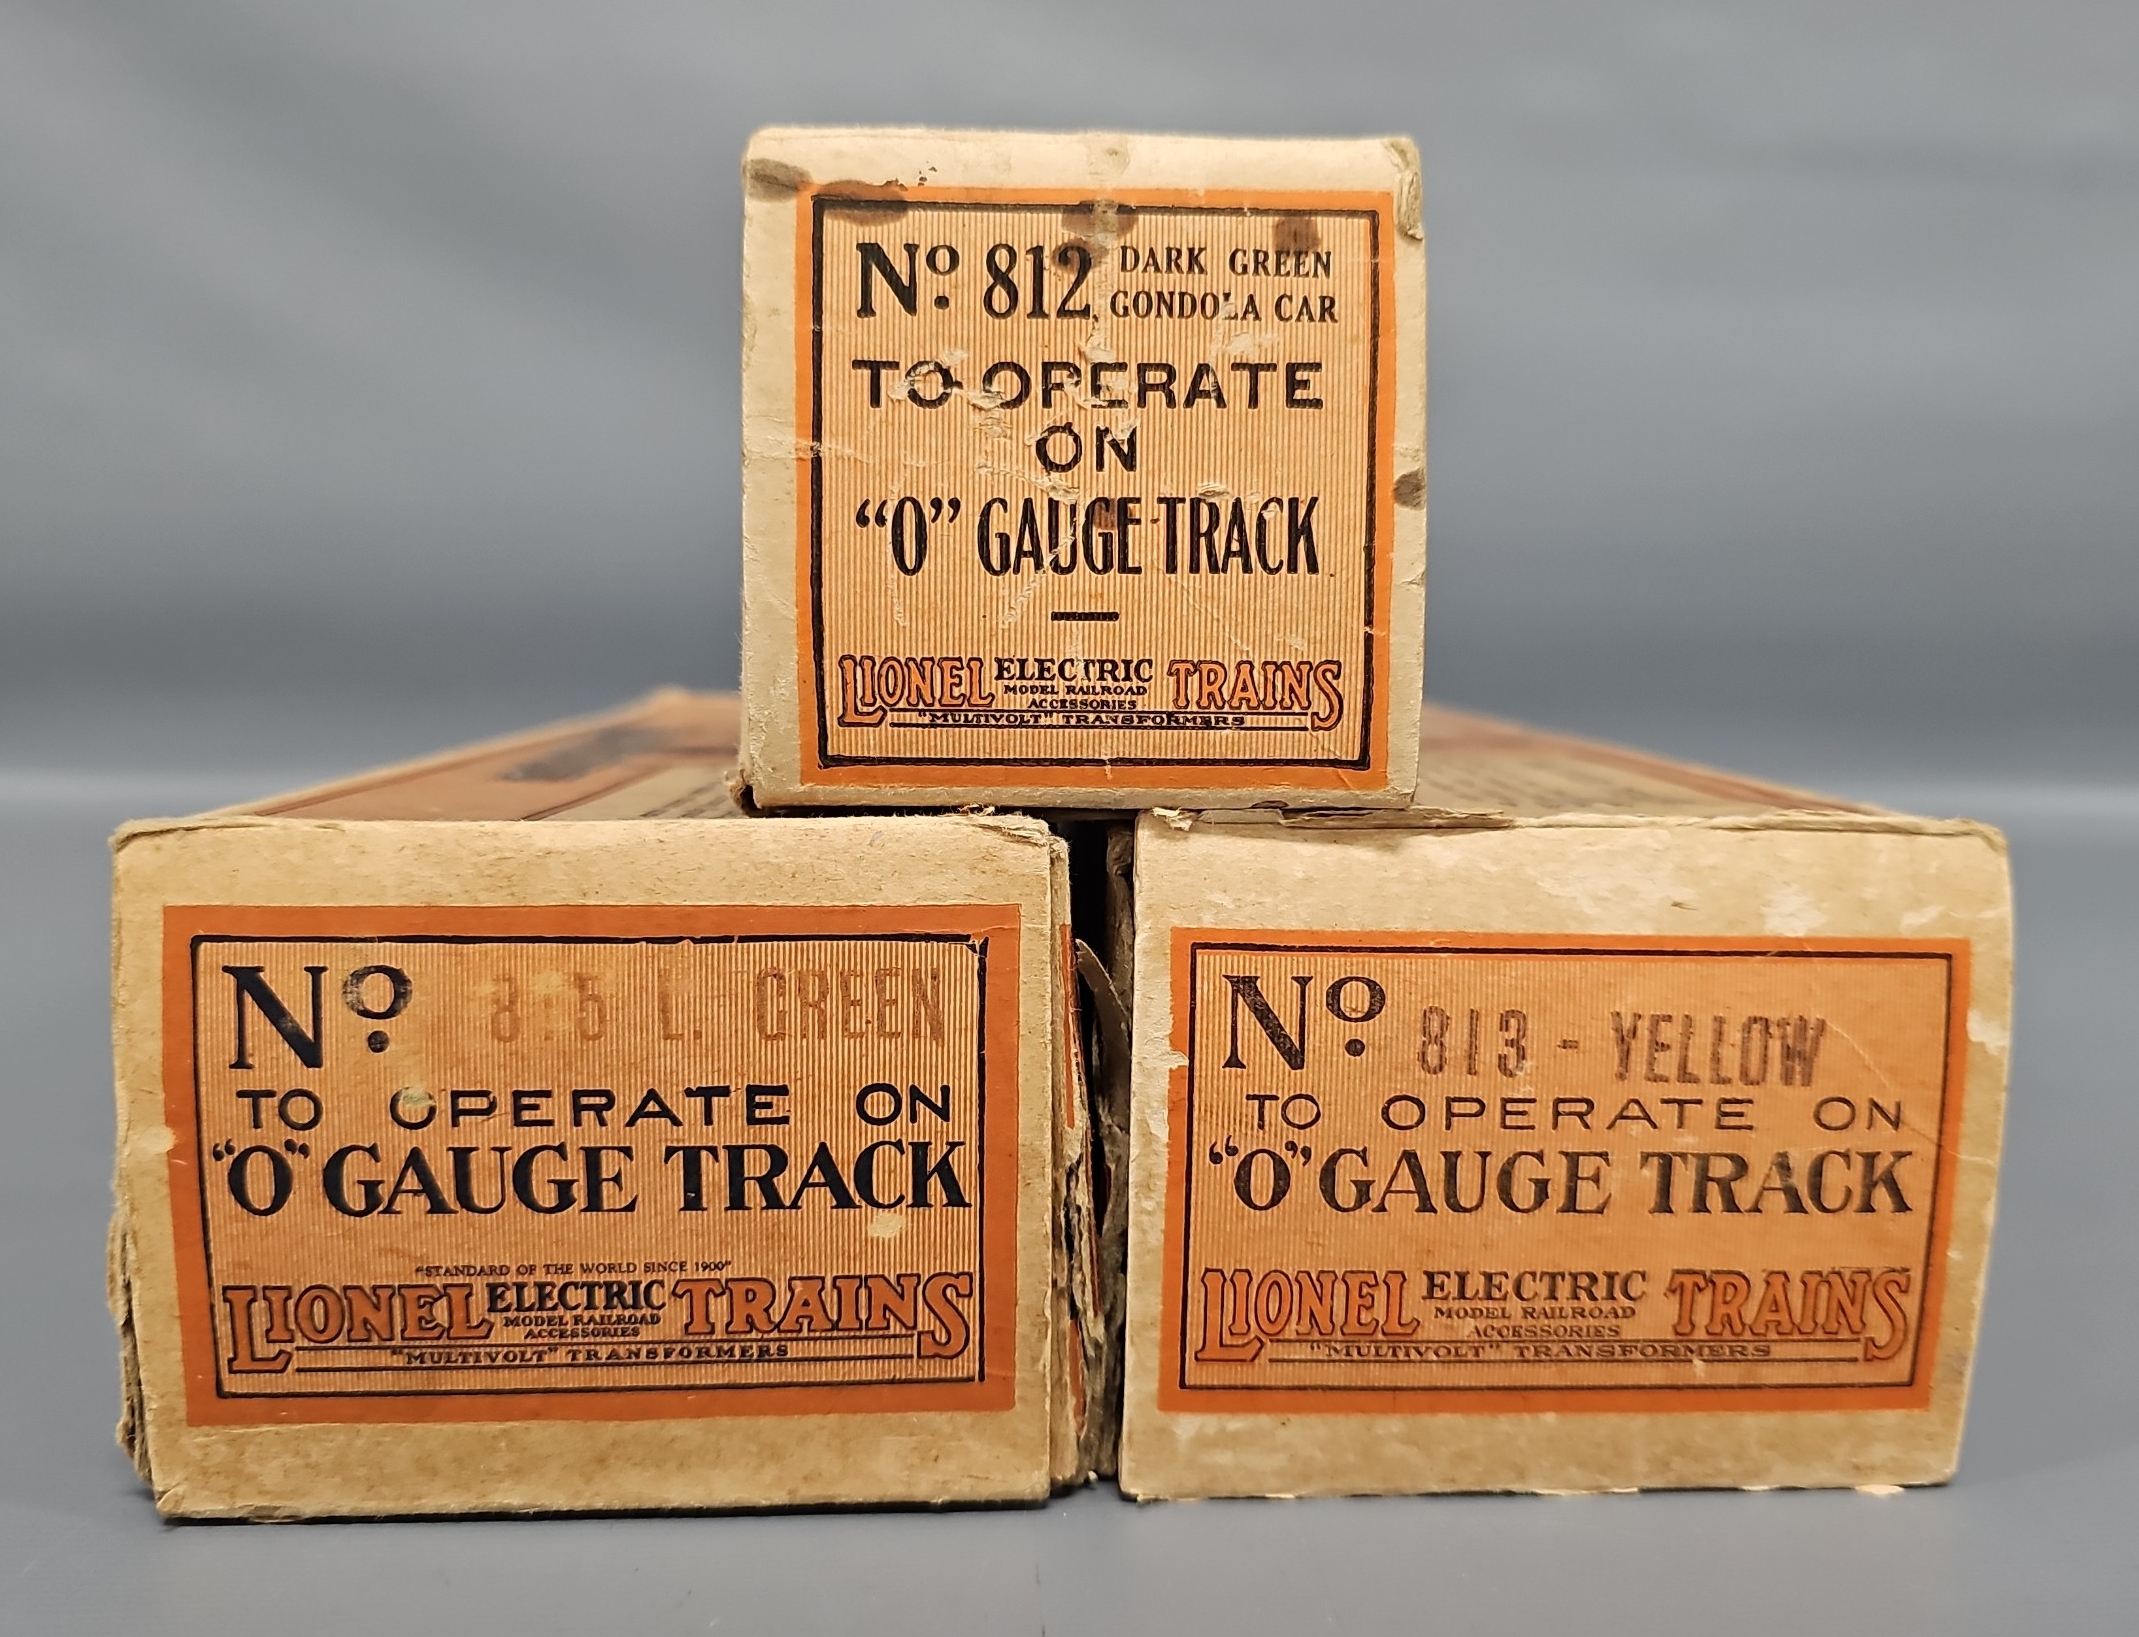 No. 812, DARK GREEN
GONDOLA CAR
TO OPERATE
ON
"O" GAUGE TRACK
LIONEL ELECTRIC TRAINS
MODEL RAILROAD
ACCESSORIES
"MULTIVOLT" TRANSFORMERS
No. L. GREEN
TO OPERATE ON
"O" GAUGE TRACK
"STANDARD OF THE WORLD SINCE 1900"
LIONEL ELECTRIC TRAINS
MODEL RAILROAD
ACCESSORIES
"MULTIVOLT" TRANSFORMERS
No. 813 - YELLOW
TO OPERATE ON
"O" GAUGE TRACK
LIONEL ELECTRIC TRAINS
MODEL RAILROAD
ACCESSORIES
"MULTIVOLT" TRANSFORMERS